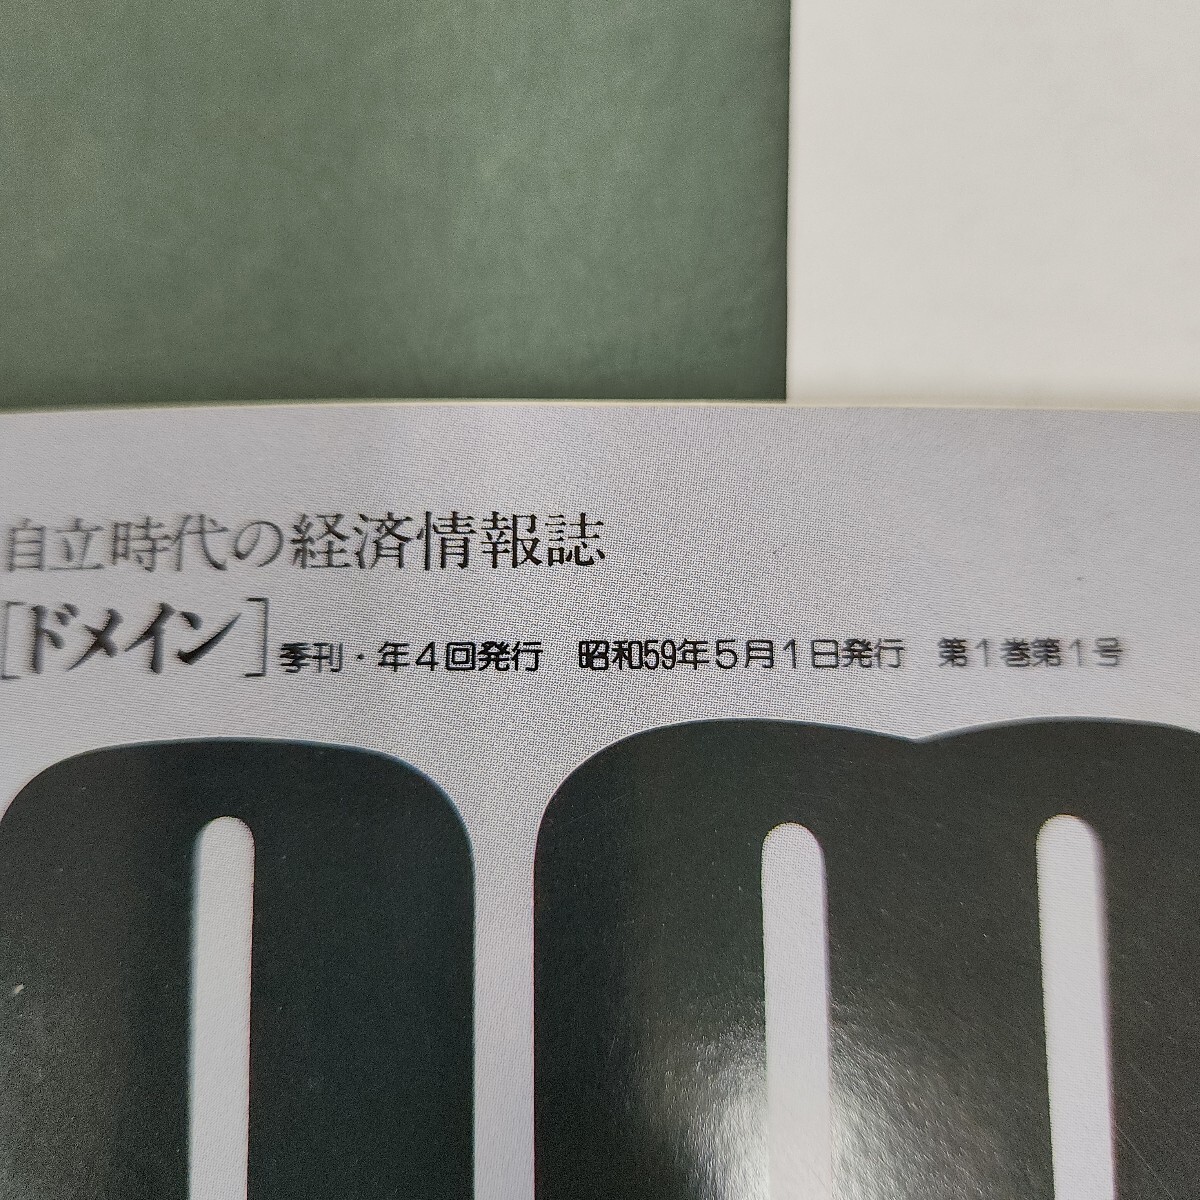 自立時代の経済情報誌
[ドメイン] 季刊・年4回発行　昭和59年5月1日発行　第1巻第1号